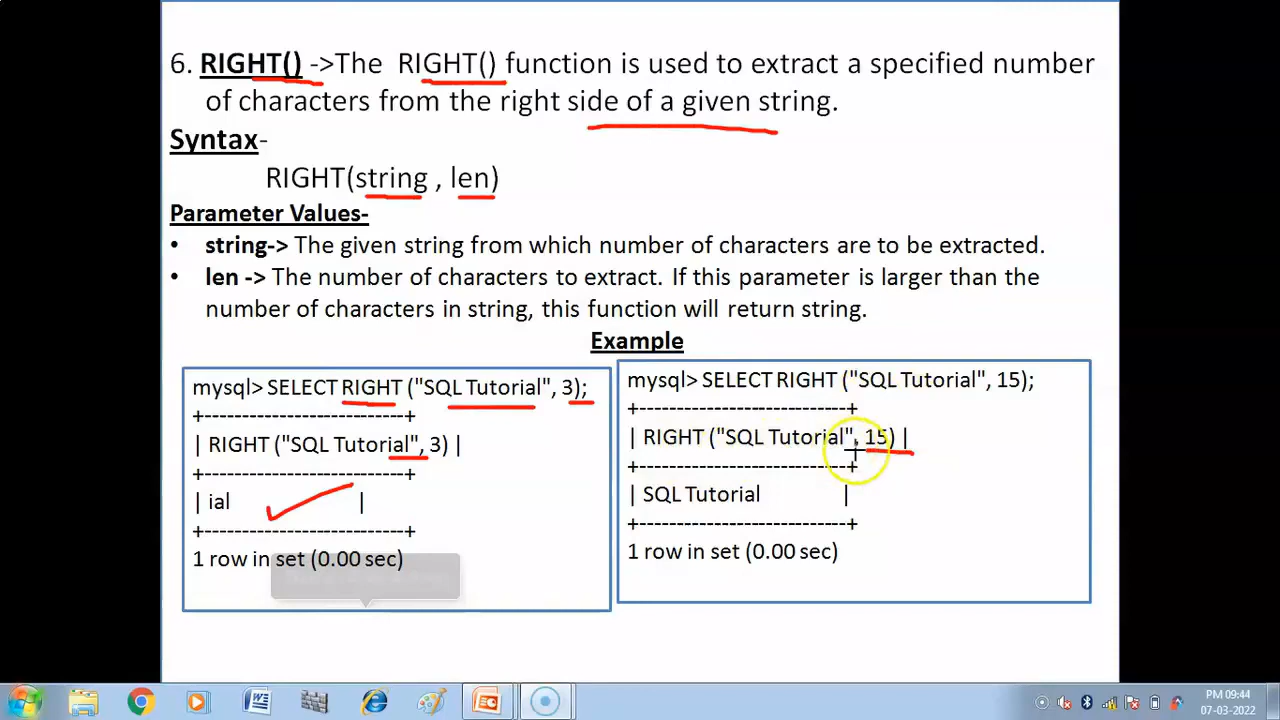 6. RIGHT() ->The RIGHT() function is used to extract a specified number
of characters from the right side of a given string.
Syntax-
RIGHT(string , len)
Parameter Values-
• string-> The given string from which number of characters are to be extracted.
• len -> The number of characters to extract. If this parameter is larger than the
number of characters in string, this function will return string.
Example
mysql> SELECT RIGHT ("SQL Tutorial", 3);
+---------------------------+
| RIGHT ("SQL Tutorial", 3) |
+---------------------------+
| ial |
+---------------------------+
1 row in set (0.00 sec)
mysql> SELECT RIGHT ("SQL Tutorial", 15);
+----------------------------+
| RIGHT ("SQL Tutorial", 15) |
+----------------------------+
| SQL Tutorial |
+----------------------------+
1 row in set (0.00 sec)
PM 09:44
07-03-2022